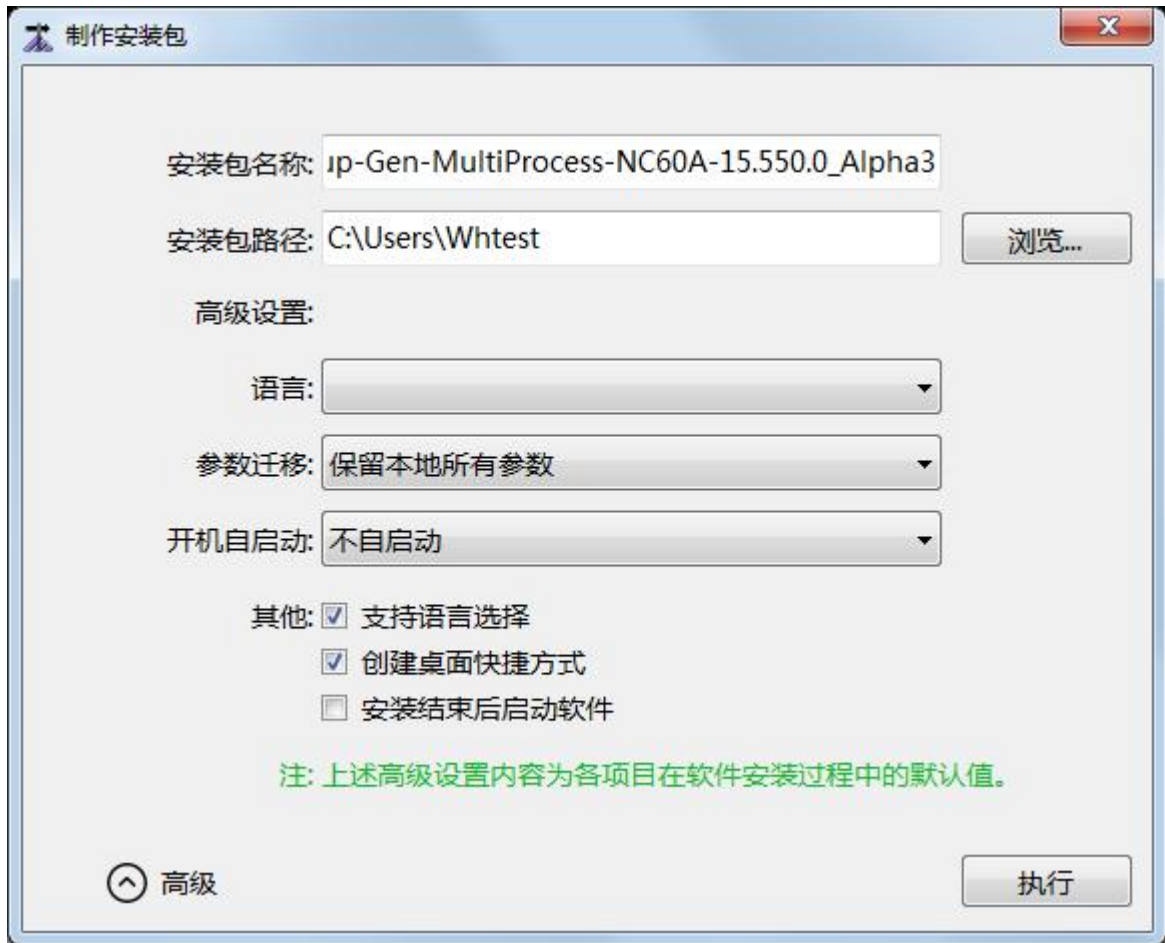 制作安装包
安装包名称: up-Gen-MultiProcess-NC60A-15.550.0_Alpha3
安装包路径: C:\Users\Whtest 浏览...
高级设置:
语言:
参数迁移: 保留本地所有参数
开机自启动: 不自启动
其他: 支持语言选择
创建桌面快捷方式
安装结束后启动软件
注: 上述高级设置内容为各项目在软件安装过程中的默认值。
高级 执行